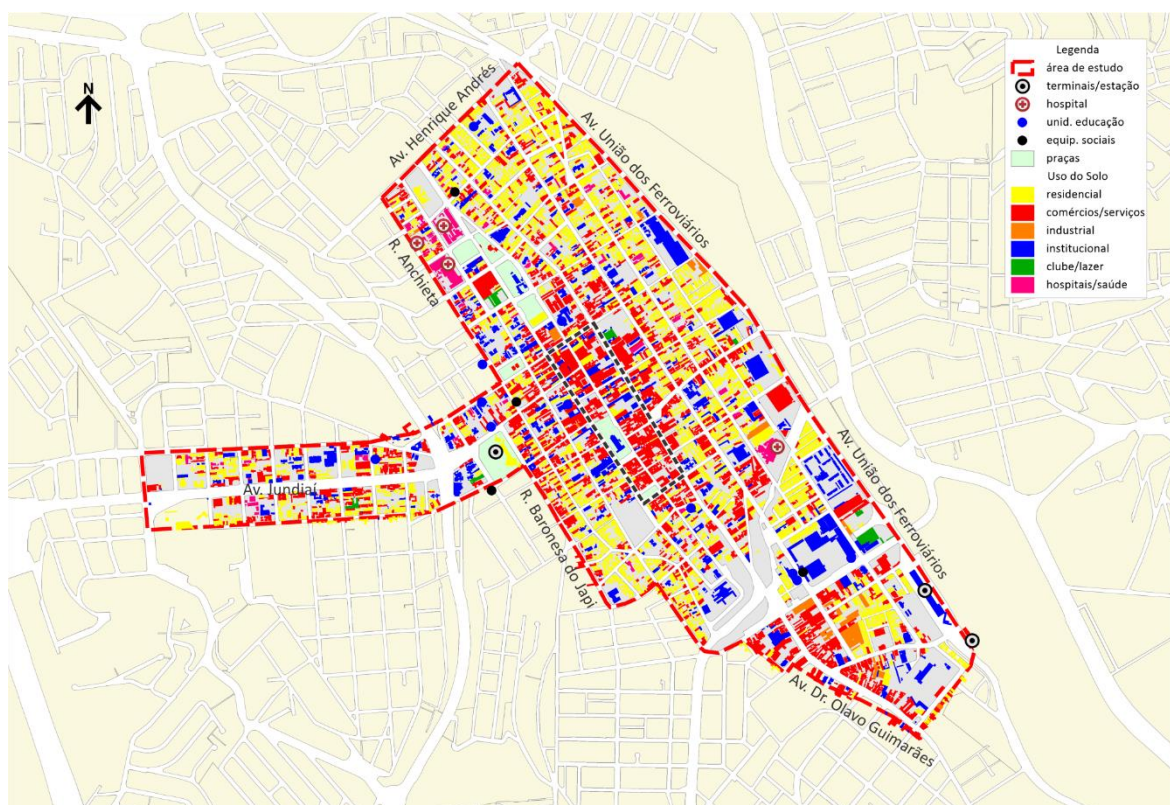 N
Av. Henrique Andrés
Av. União dos Ferroviários
R. Anchieta
Av. Jundiaí
R. Baronesa do Japi
Av. União dos Ferroviários
Av. Dr. Olavo Guimarães
Legenda
área de estudo
terminais/estação
hospital
unid. educação
equip. sociais
praças
Uso do Solo
residencial
comércios/serviços
industrial
institucional
clube/lazer
hospitais/saúde